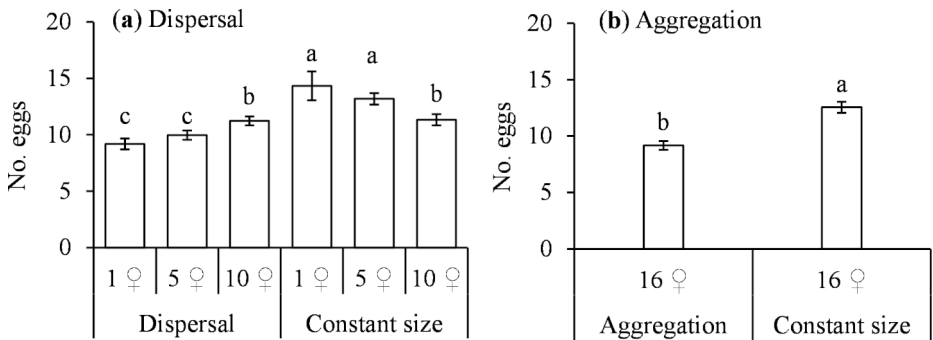 (a) Dispersal
No. eggs
20
15
10
5
0
c
c
b
a
a
b
1 ♀
5 ♀
10 ♀
1 ♀
5 ♀
10 ♀
Dispersal
Constant size
(b) Aggregation
No. eggs
20
15
10
5
0
b
a
16 ♀
16 ♀
Aggregation
Constant size